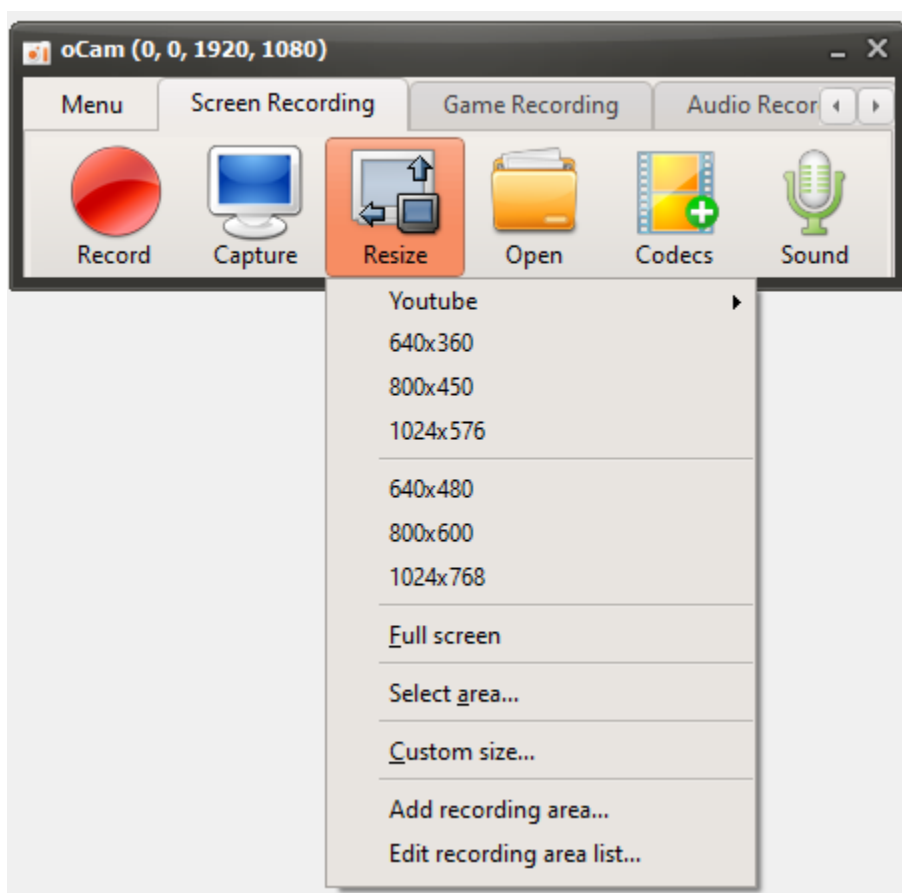 oCam (0, 0, 1920, 1080)
Menu Screen Recording Game Recording Audio Recor
Record Capture Resize Open Codecs Sound
Youtube
640x360
800x450
1024x576
640x480
800x600
1024x768
Full screen
Select area...
Custom size...
Add recording area...
Edit recording area list...